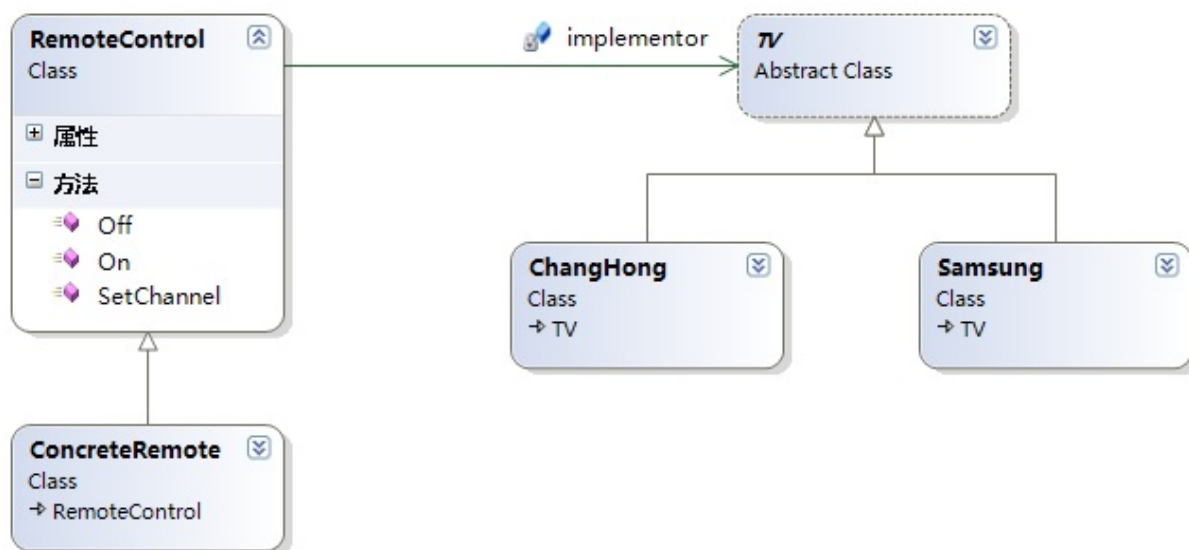 RemoteControl
Class
属性
方法
Off
On
SetChannel
implementor
TV
Abstract Class
ChangHong
Class
TV
Samsung
Class
TV
ConcreteRemote
Class
RemoteControl